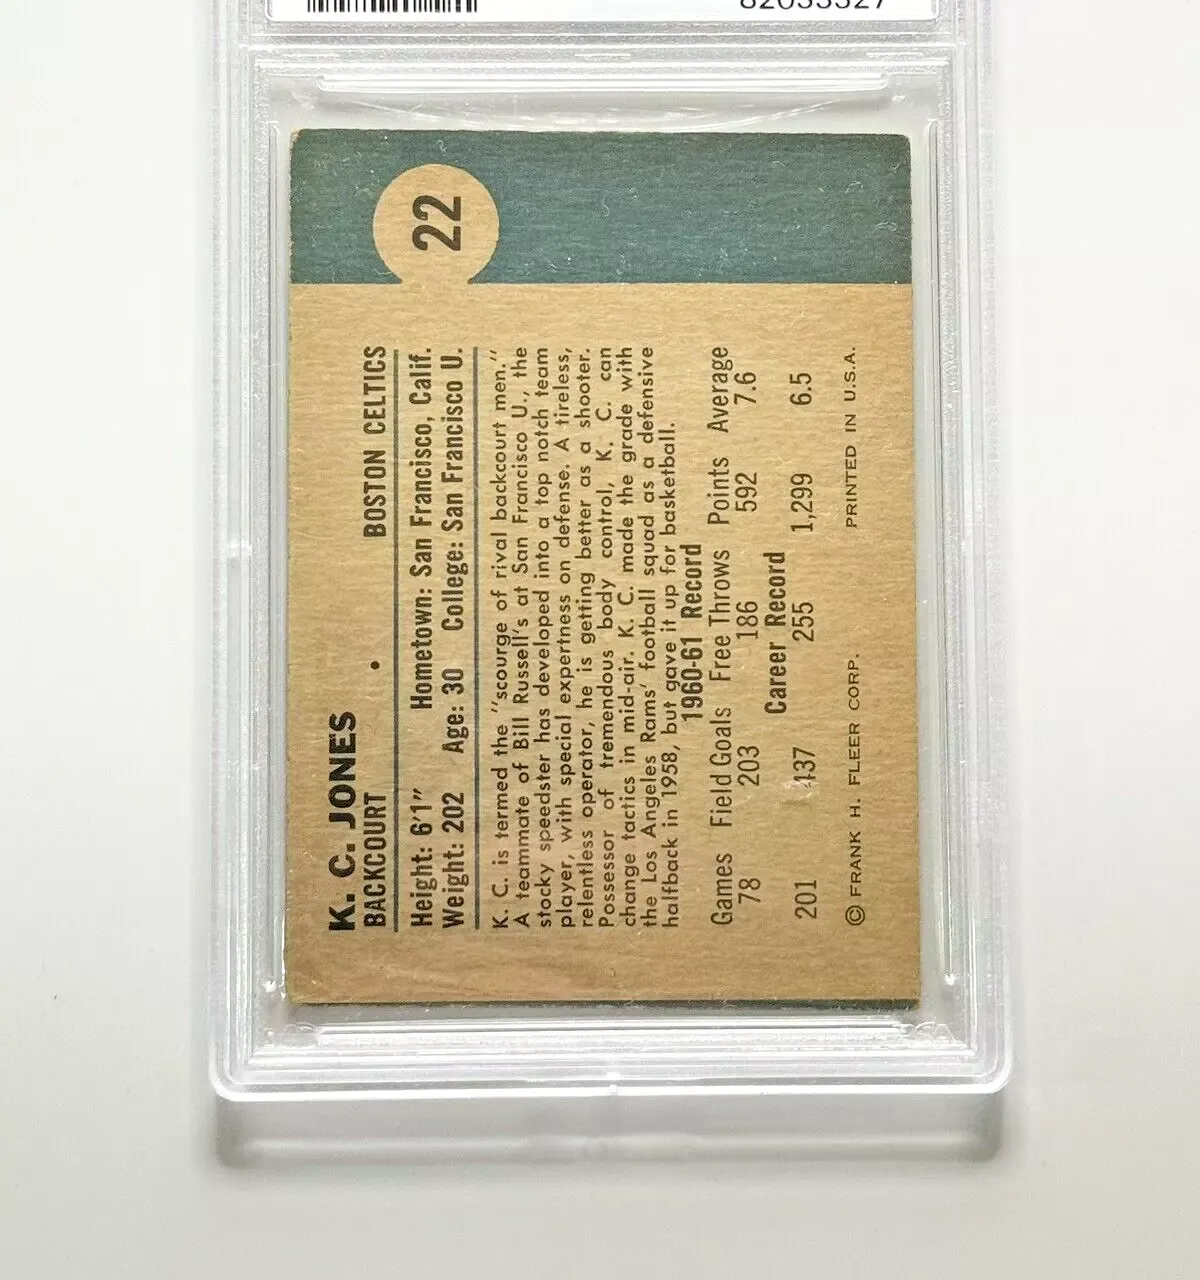 22
K. C. JONES
BACKCOURT • BOSTON CELTICS
Height: 6'1" Hometown: San Francisco, Calif.
Weight: 202 Age: 30 College: San Francisco U.
K. C. is termed the "scourge of rival backcourt men."
A teammate of Bill Russell's at San Francisco U., the
stocky speedster has developed into a top notch team
player, with special expertness on defense. A tireless,
relentless operator, he is getting better as a shooter.
Possessor of tremendous body control, K. C. can
change tactics in mid-air. K. C. made the grade with
the Los Angeles Rams' football squad as a defensive
halfback in 1958, but gave it up for basketball.
1960-61 Record
Games Field Goals Free Throws Points Average
78 203 186 592 7.6
Career Record
201 437 255 1,299 6.5
© FRANK H. FLEER CORP. PRINTED IN U.S.A.